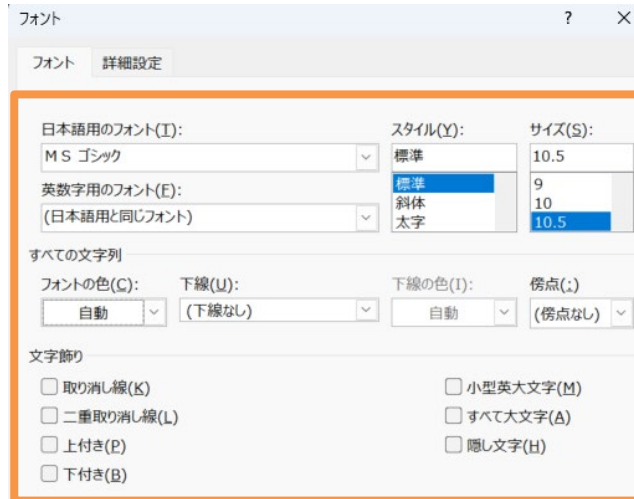 フォント ? ×
フォント 詳細設定
日本語用のフォント(T): スタイル(Y): サイズ(S):
ＭＳ ゴシック 標準 10.5
英数字用のフォント(F): 標準 9
(日本語用と同じフォント) 斜体 10
太字 10.5
すべての文字列
フォントの色(C): 下線(U): 下線の色(I): 傍点(:)
自動 (下線なし) 自動 (傍点なし)
文字飾り
取り消し線(K) 小型英大文字(M)
二重取り消し線(L) すべて大文字(A)
上付き(P) 隠し文字(H)
下付き(B)